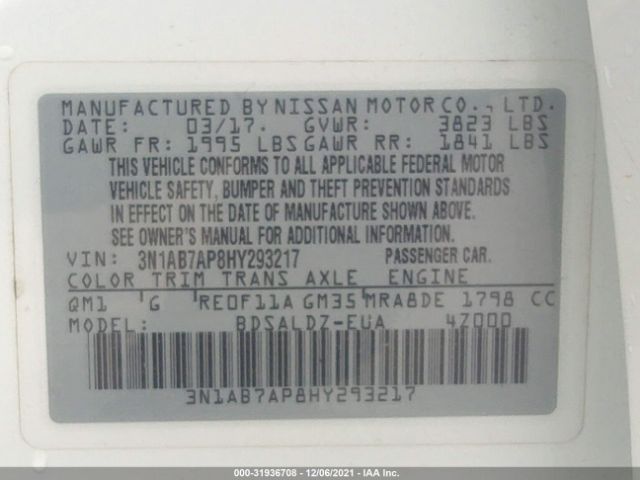 MANUFACTURED BY NISSAN MOTOR CO., LTD.
DATE: 03/17. GVWR: 3823 LBS
GAWR FR: 1995 LBS GAWR RR: 1841 LBS
THIS VEHICLE CONFORMS TO ALL APPLICABLE FEDERAL MOTOR
VEHICLE SAFETY, BUMPER AND THEFT PREVENTION STANDARDS
IN EFFECT ON THE DATE OF MANUFACTURE SHOWN ABOVE.
SEE OWNER'S MANUAL FOR ADDITIONAL INFORMATION.
VIN: 3N1AB7AP8HY293217 PASSENGER CAR.
COLOR TRIM TRANS AXLE ENGINE
QM1 G RE0F11A GM35 MRA8DE 1798 CC
MODEL: BDSALDZ-EUA 4Z000
3N1AB7AP8HY293217
000-31936708 - 12/06/2021 - IAA Inc.